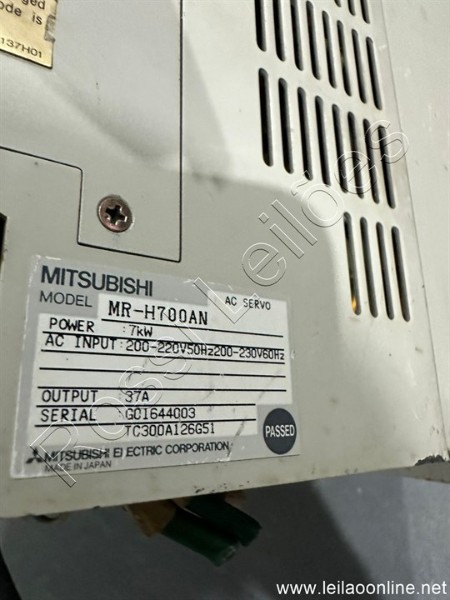 ged
ode is
137H01
MITSUBISHI
AC SERVO
MODEL MR-H700AN
POWER :7kW
AC INPUT:200-220V50Hz200-230V60Hz
OUTPUT :37A
SERIAL :G01644003
TC300A126G51
PASSED
MITSUBISHI ELECTRIC CORPORATION
MADE IN JAPAN
Rossi Leilões
www.leilaoonline.net